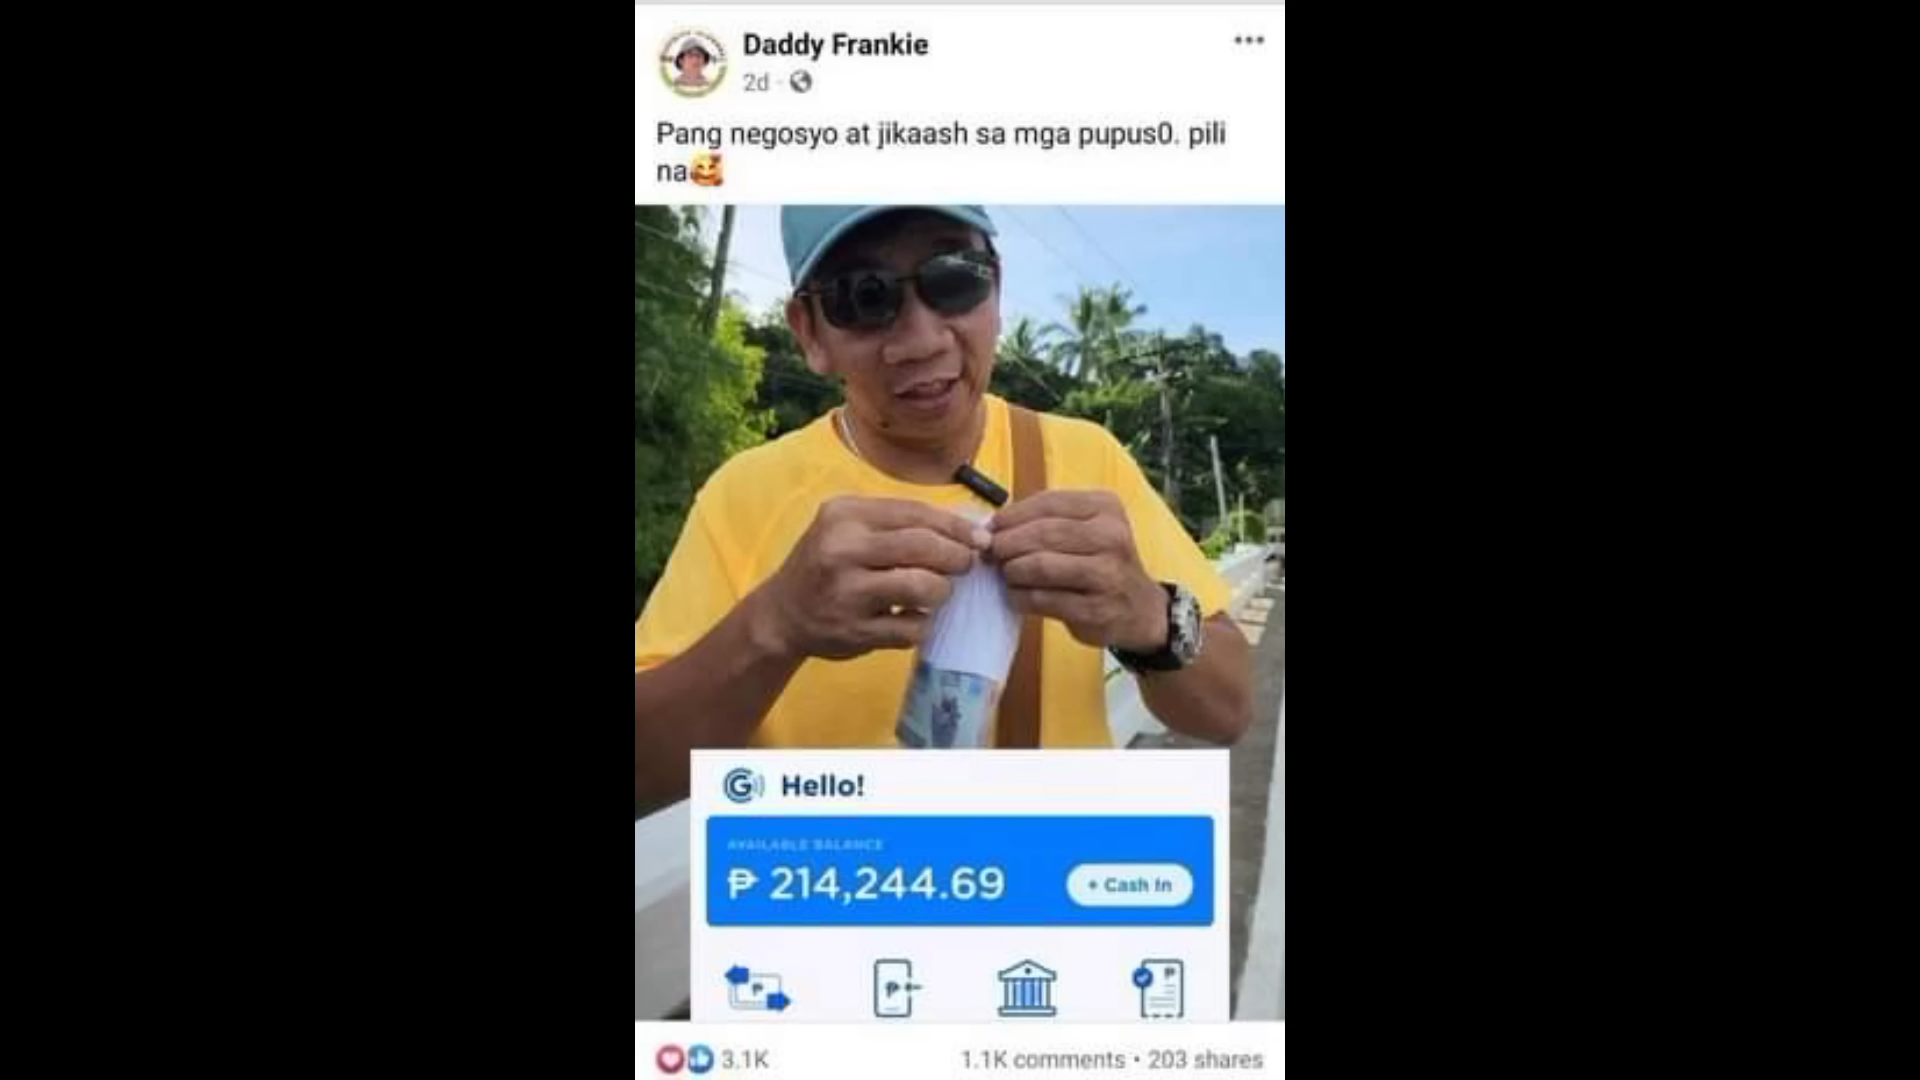 Daddy Frankie
2d ·
Pang negosyo at jikaash sa mga pupus0. pili
na🥰
G Hello!
AVAILABLE BALANCE
₱ 214,244.69
+ Cash In
3.1K
1.1K comments • 203 shares